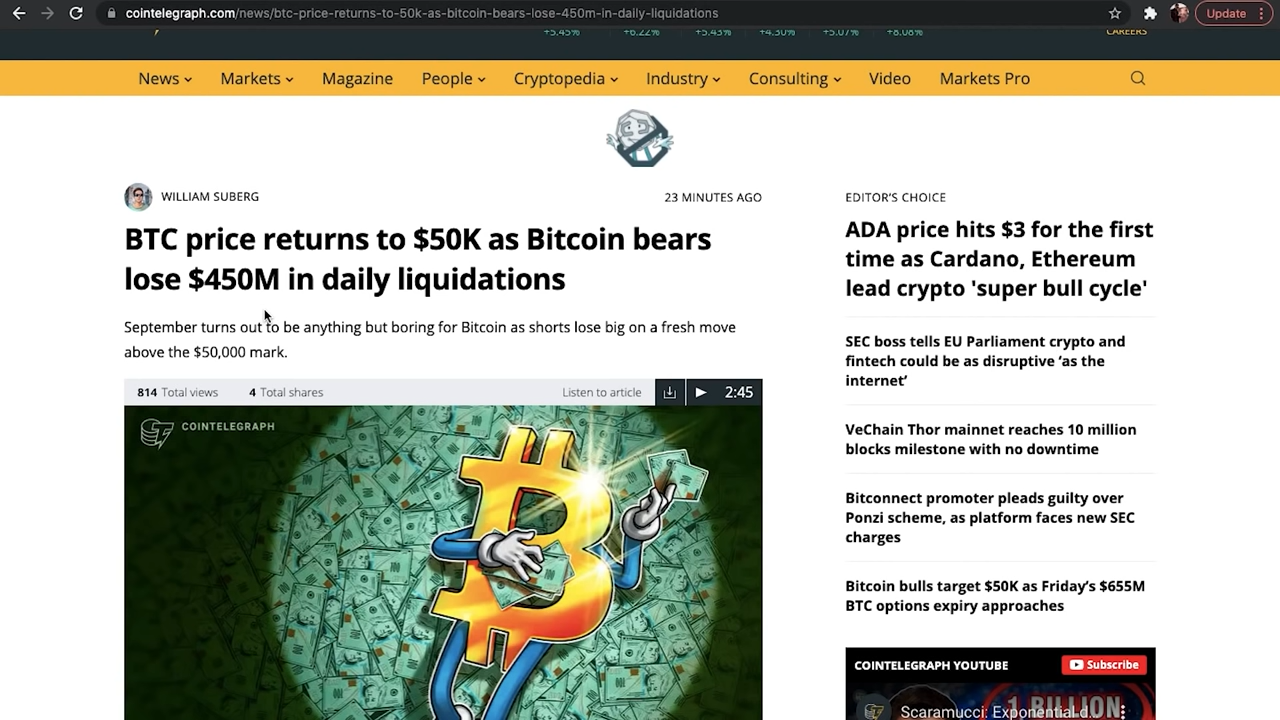 cointelegraph.com/news/btc-price-returns-to-50k-as-bitcoin-bears-lose-450m-in-daily-liquidations
Update
+5.45% +6.22% +5.43% +4.30% +5.07% +8.08%
CAREERS
News Markets Magazine People Cryptopedia Industry Consulting Video Markets Pro
WILLIAM SUBERG
23 MINUTES AGO
BTC price returns to $50K as Bitcoin bears
lose $450M in daily liquidations
September turns out to be anything but boring for Bitcoin as shorts lose big on a fresh move
above the $50,000 mark.
814 Total views 4 Total shares Listen to article 2:45
COINTELEGRAPH
EDITOR'S CHOICE
ADA price hits $3 for the first
time as Cardano, Ethereum
lead crypto 'super bull cycle'
SEC boss tells EU Parliament crypto and
fintech could be as disruptive ‘as the
internet’
VeChain Thor mainnet reaches 10 million
blocks milestone with no downtime
Bitconnect promoter pleads guilty over
Ponzi scheme, as platform faces new SEC
charges
Bitcoin bulls target $50K as Friday’s $655M
BTC options expiry approaches
COINTELEGRAPH YOUTUBE
Subscribe
Scaramucci: Exponential d...
1 BILLION